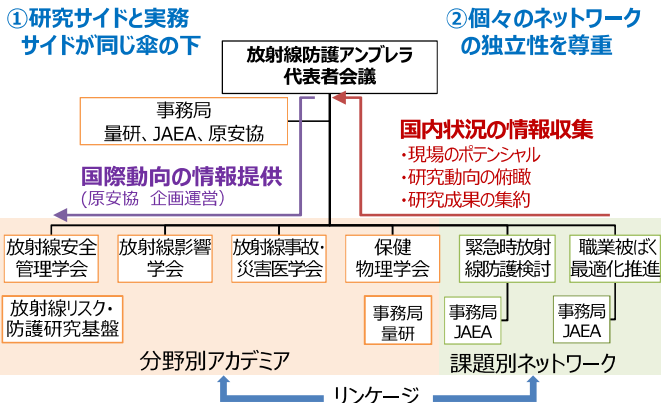 ①研究サイドと実務
サイドが同じ傘の下
②個々のネットワーク
の独立性を尊重
放射線防護アンブレラ
代表者会議
事務局
量研、JAEA、原安協
国際動向の情報提供
(原安協 企画運営)
国内状況の情報収集
・現場のポテンシャル
・研究動向の俯瞰
・研究成果の集約
放射線安全
管理学会
放射線影響
学会
放射線事故・
災害医学会
保健
物理学会
緊急時放射
線防護検討
職業被ばく
最適化推進
放射線リスク・
防護研究基盤
事務局
量研
事務局
JAEA
事務局
JAEA
分野別アカデミア
課題別ネットワーク
リンケージ